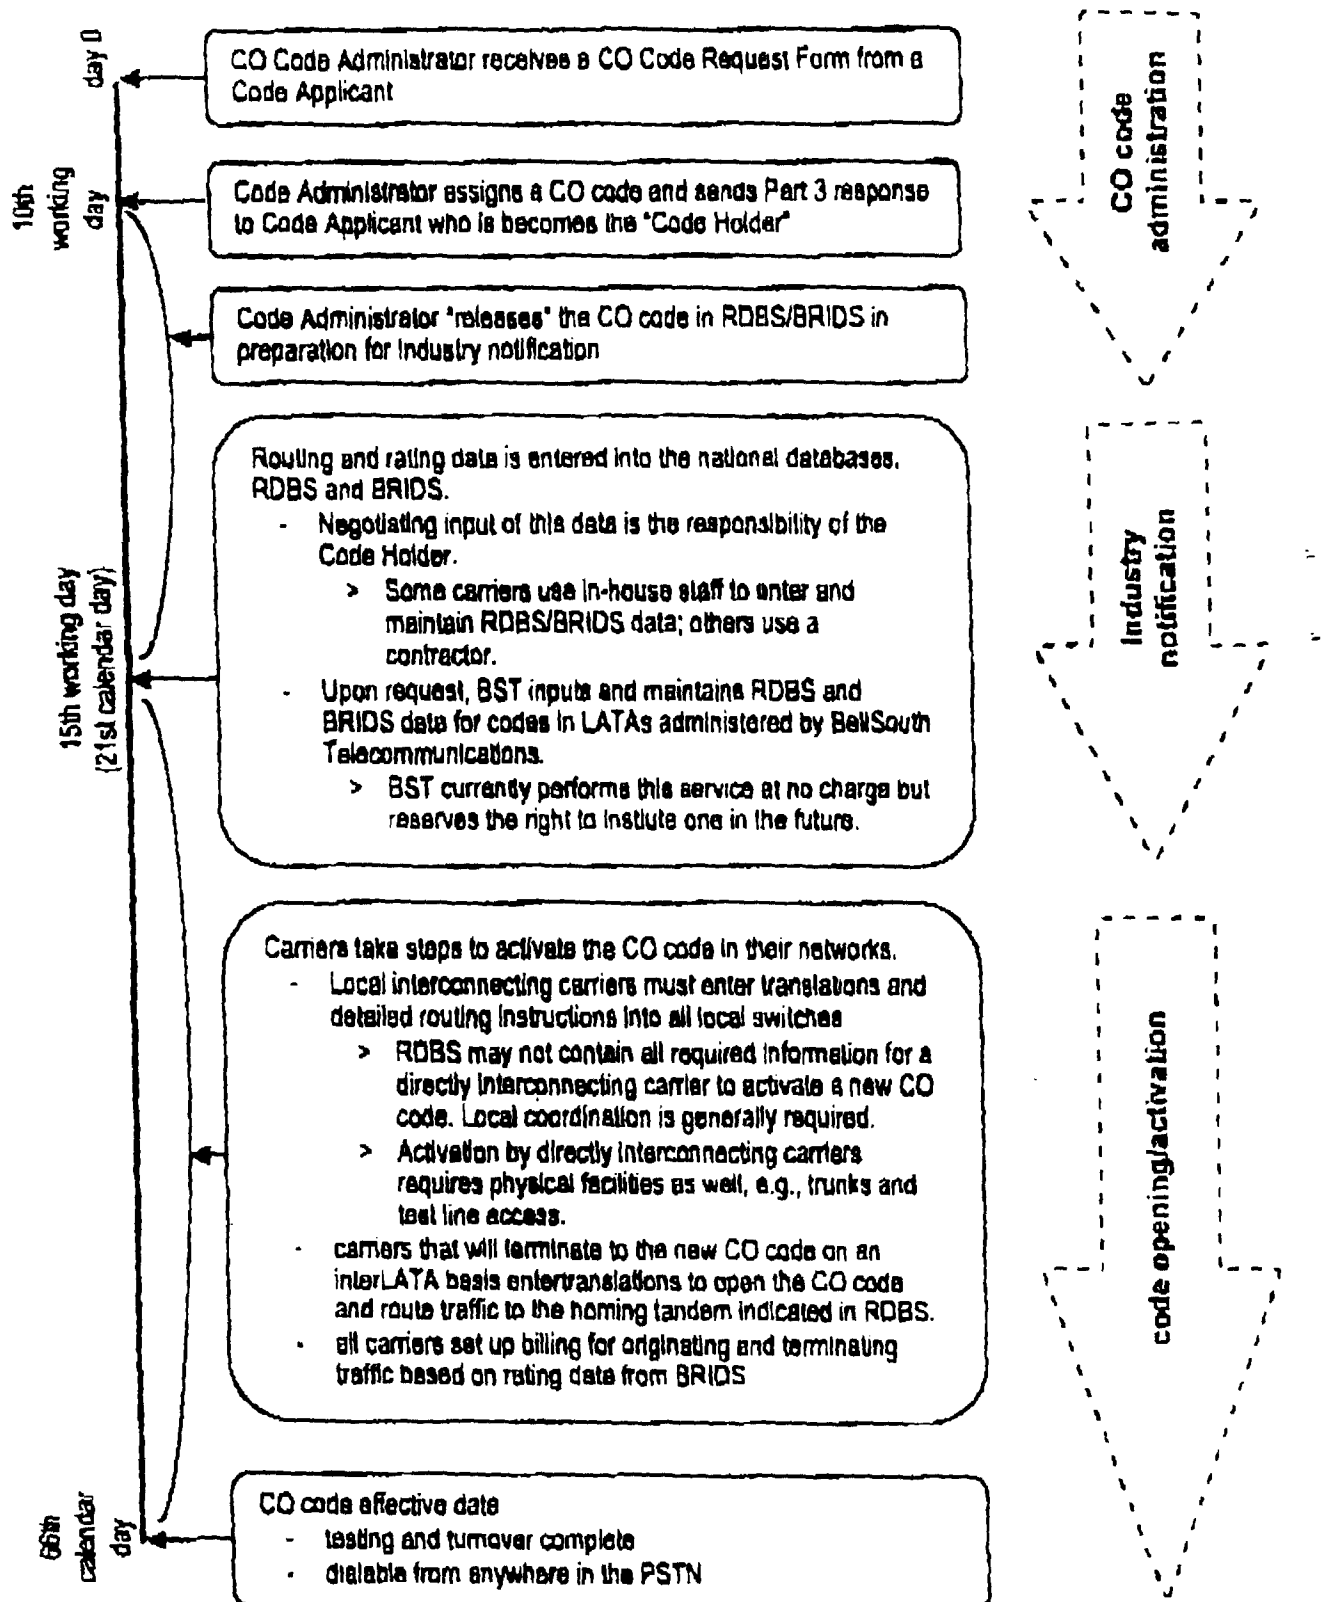 day 0
CO Code Administrator receives a CO Code Request Form from a
Code Applicant
CO code
administration
10th
working
day
Code Administrator assigns a CO code and sends Part 3 response
to Code Applicant who is becomes the "Code Holder"
Code Administrator "releases" the CO code in RDBS/BRIDS in
preparation for Industry notification
Industry
notification
15th working day
(21st calendar day)
Routing and rating data is entered into the national databases,
RDBS and BRIDS.
- Negotiating input of this data is the responsibility of the
Code Holder.
> Some carriers use in-house staff to enter and
maintain RDBS/BRIDS data; others use a
contractor.
- Upon request, BST inputs and maintains RDBS and
BRIDS data for codes in LATAs administered by BellSouth
Telecommunications.
> BST currently performs this service at no charge but
reserves the right to institute one in the future.
code opening/activation
Carriers take steps to activate the CO code in their networks.
- Local interconnecting carriers must enter translations and
detailed routing instructions into all local switches
> RDBS may not contain all required information for a
directly interconnecting carrier to activate a new CO
code. Local coordination is generally required.
> Activation by directly interconnecting carriers
requires physical facilities as well, e.g., trunks and
test line access.
- carriers that will terminate to the new CO code on an
interLATA basis entertranslations to open the CO code
and route traffic to the homing tandem indicated in RDBS.
- all carriers set up billing for originating and terminating
traffic based on rating data from BRIDS
66th
calendar
day
CO code effective date
- testing and turnover complete
- dialable from anywhere in the PSTN